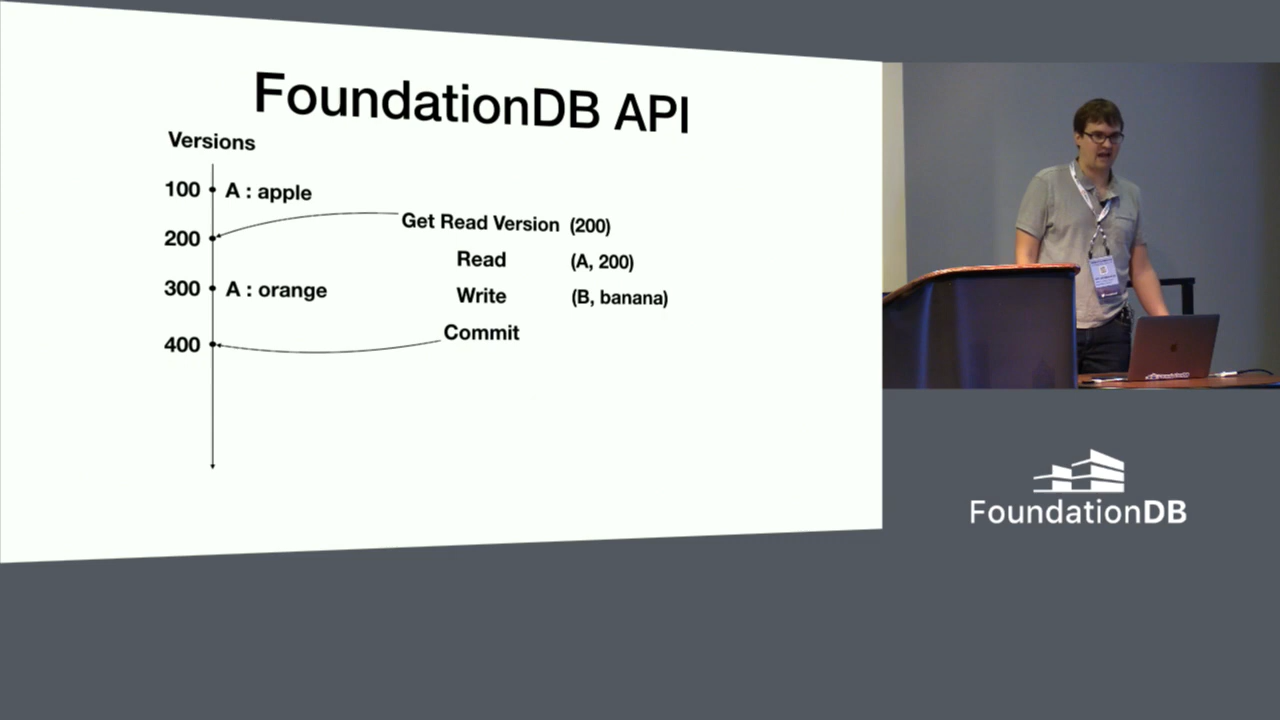 FoundationDB API
Versions
100 A : apple
Get Read Version (200)
200
Read (A, 200)
300 A : orange
Write (B, banana)
Commit
400
FoundationDB